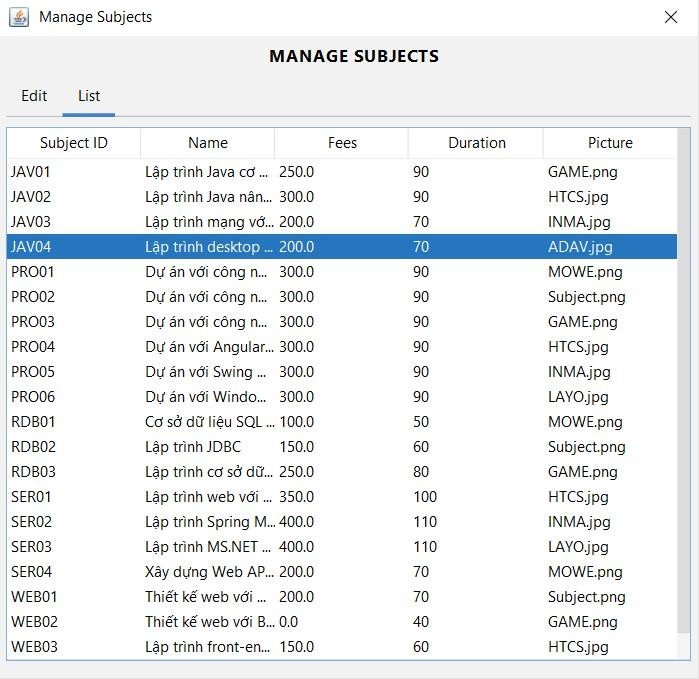 Manage Subjects
MANAGE SUBJECTS
Edit List
Subject ID Name Fees Duration Picture
JAV01 Lập trình Java cơ ... 250.0 90 GAME.png
JAV02 Lập trình Java nân... 300.0 90 HTCS.jpg
JAV03 Lập trình mạng vớ... 200.0 70 INMA.jpg
JAV04 Lập trình desktop ... 200.0 70 ADAV.jpg
PRO01 Dự án với công n... 300.0 90 MOWE.png
PRO02 Dự án với công n... 300.0 90 Subject.png
PRO03 Dự án với công n... 300.0 90 GAME.png
PRO04 Dự án với Angular... 300.0 90 HTCS.jpg
PRO05 Dự án với Swing ... 300.0 90 INMA.jpg
PRO06 Dự án với Windo... 300.0 90 LAYO.jpg
RDB01 Cơ sở dữ liệu SQL ... 100.0 50 MOWE.png
RDB02 Lập trình JDBC 150.0 60 Subject.png
RDB03 Lập trình cơ sở dữ... 250.0 80 GAME.png
SER01 Lập trình web với ... 350.0 100 HTCS.jpg
SER02 Lập trình Spring M... 400.0 110 INMA.jpg
SER03 Lập trình MS.NET ... 400.0 110 LAYO.jpg
SER04 Xây dựng Web AP... 200.0 70 MOWE.png
WEB01 Thiết kế web với ... 200.0 70 Subject.png
WEB02 Thiết kế web với B... 0.0 40 GAME.png
WEB03 Lập trình front-en... 150.0 60 HTCS.jpg